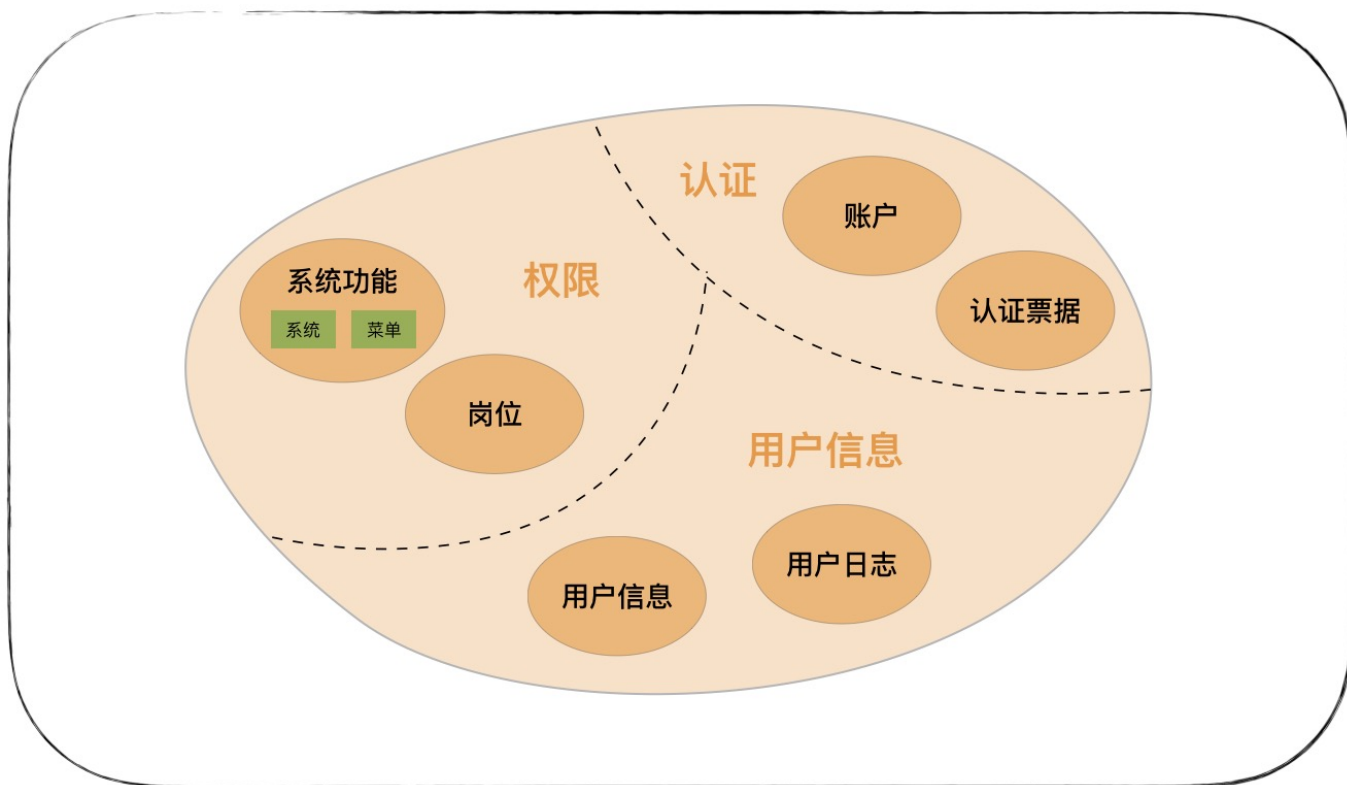 认证
账户
权限
系统功能
系统 菜单
认证票据
岗位
用户信息
用户日志
用户信息